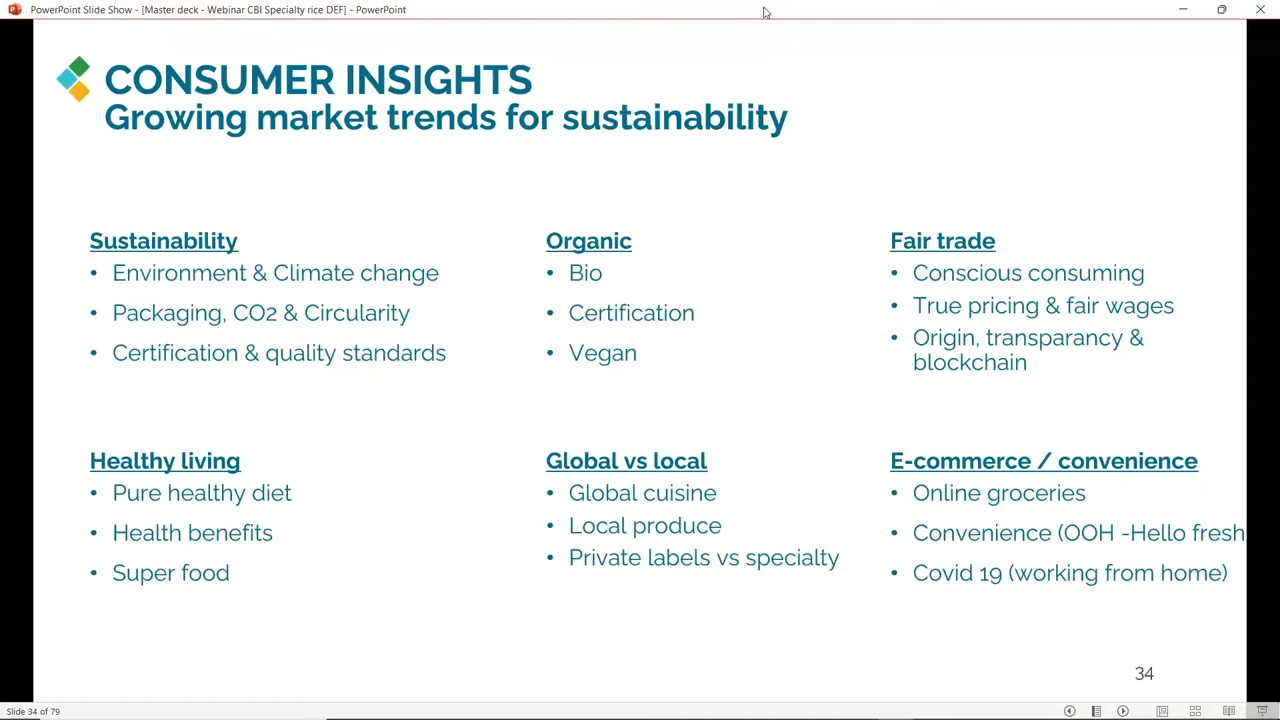 PowerPoint Slide Show - [Master deck - Webinar CBI Specialty rice DEF] - PowerPoint
CONSUMER INSIGHTS
Growing market trends for sustainability
Sustainability
• Environment & Climate change
• Packaging, CO2 & Circularity
• Certification & quality standards
Organic
• Bio
• Certification
• Vegan
Fair trade
• Conscious consuming
• True pricing & fair wages
• Origin, transparancy &
blockchain
Healthy living
• Pure healthy diet
• Health benefits
• Super food
Global vs local
• Global cuisine
• Local produce
• Private labels vs specialty
E-commerce / convenience
• Online groceries
• Convenience (OOH -Hello fresh
• Covid 19 (working from home)
34
Slide 34 of 79